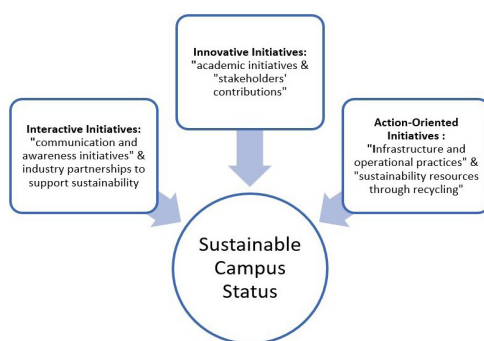 Innovative Initiatives:
"academic initiatives &
"stakeholders'
contributions"
Interactive Initiatives:
"communication and
awareness initiatives" &
industry partnerships to
support sustainability
Action-Oriented
Initiatives :
"Infrastructure and
operational practices" &
"sustainability resources
through recycling"
Sustainable
Campus
Status